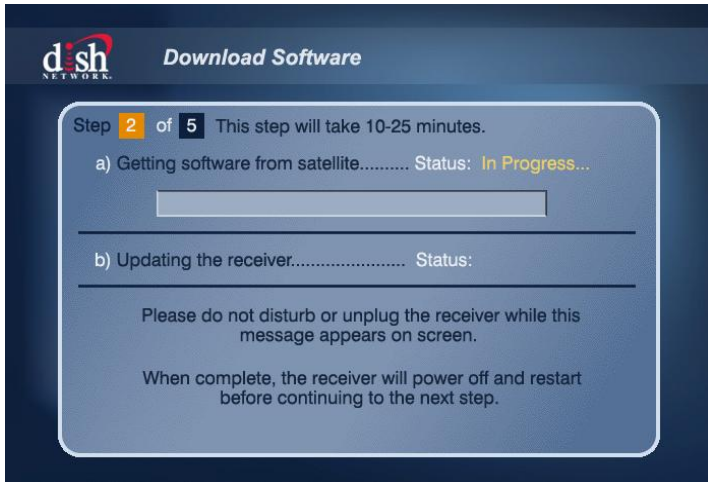 dish
NETWORK.
Download Software
Step 2 of 5 This step will take 10-25 minutes.
a) Getting software from satellite.......... Status: In Progress...
b) Updating the receiver....................... Status:
Please do not disturb or unplug the receiver while this
message appears on screen.
When complete, the receiver will power off and restart
before continuing to the next step.